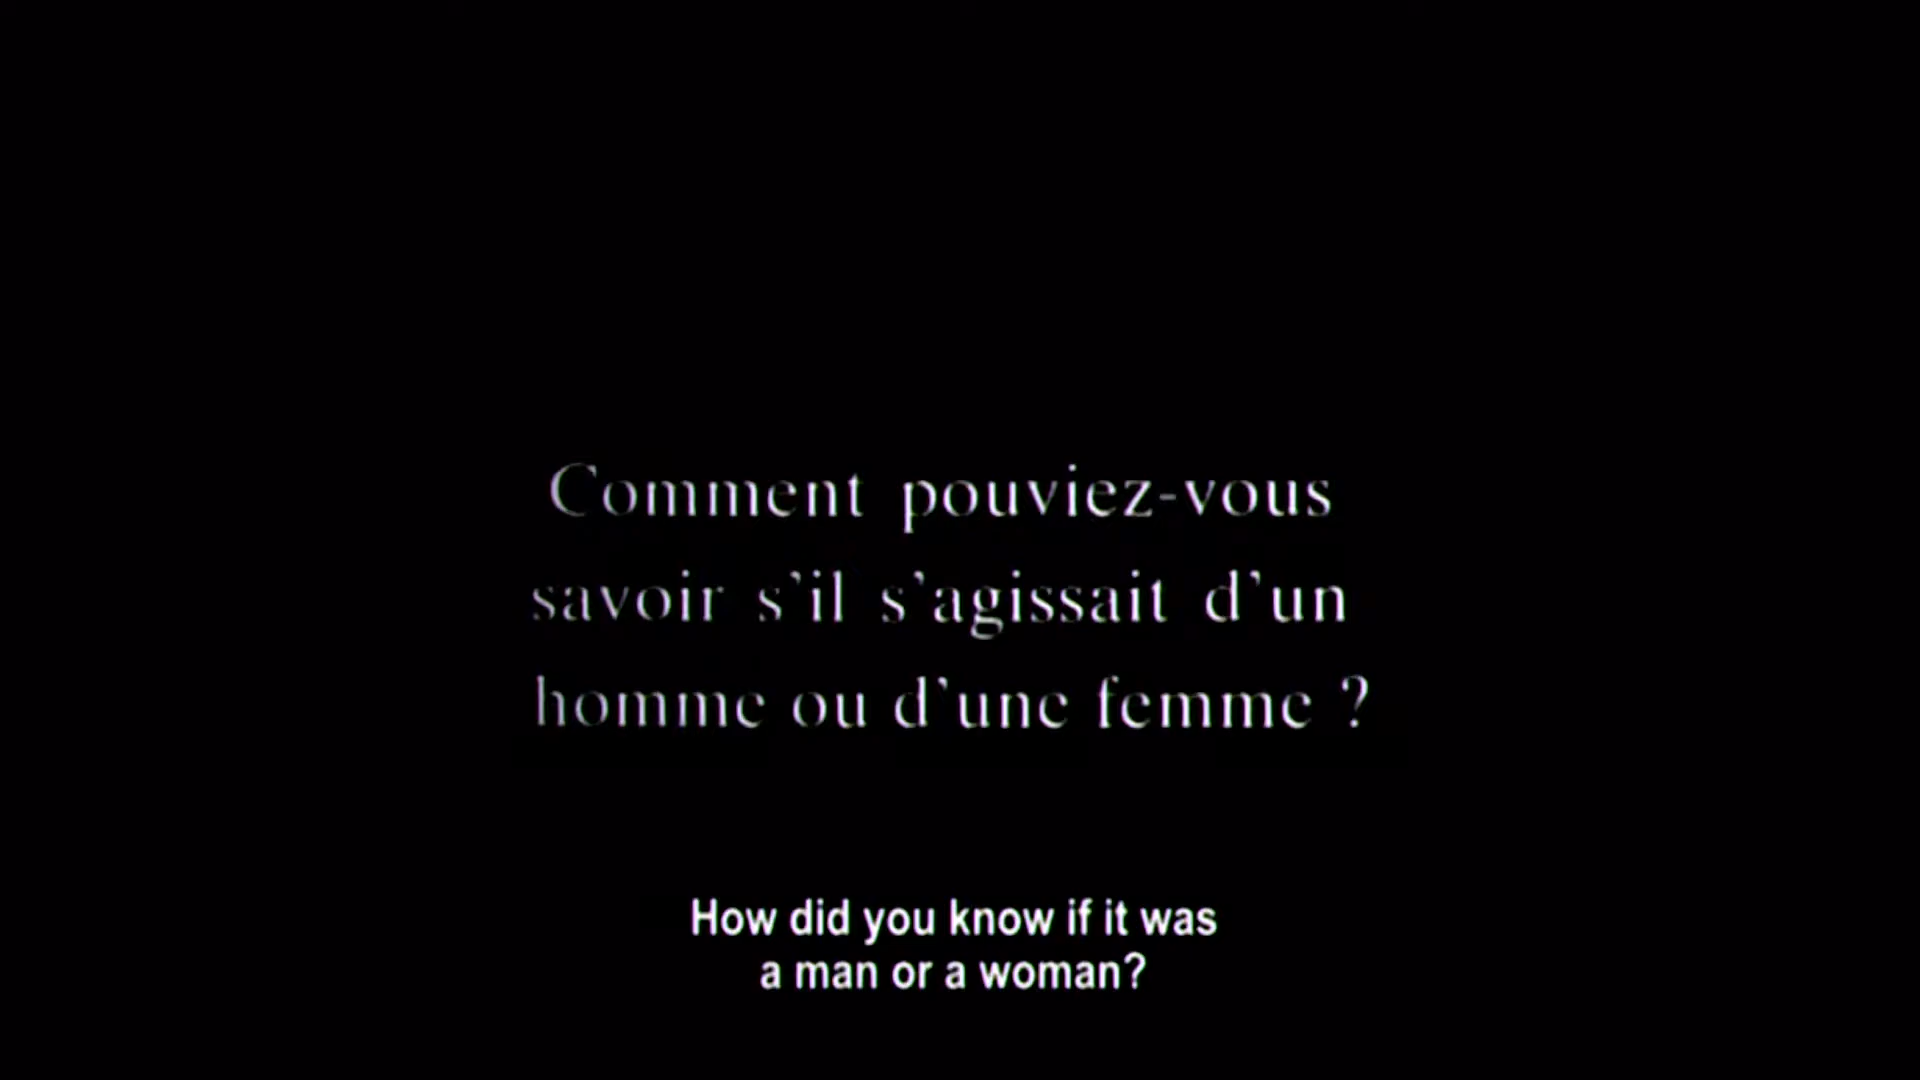 Comment pouviez-vous
savoir s'il s'agissait d'un
homme ou d'une femme ?
How did you know if it was
a man or a woman?